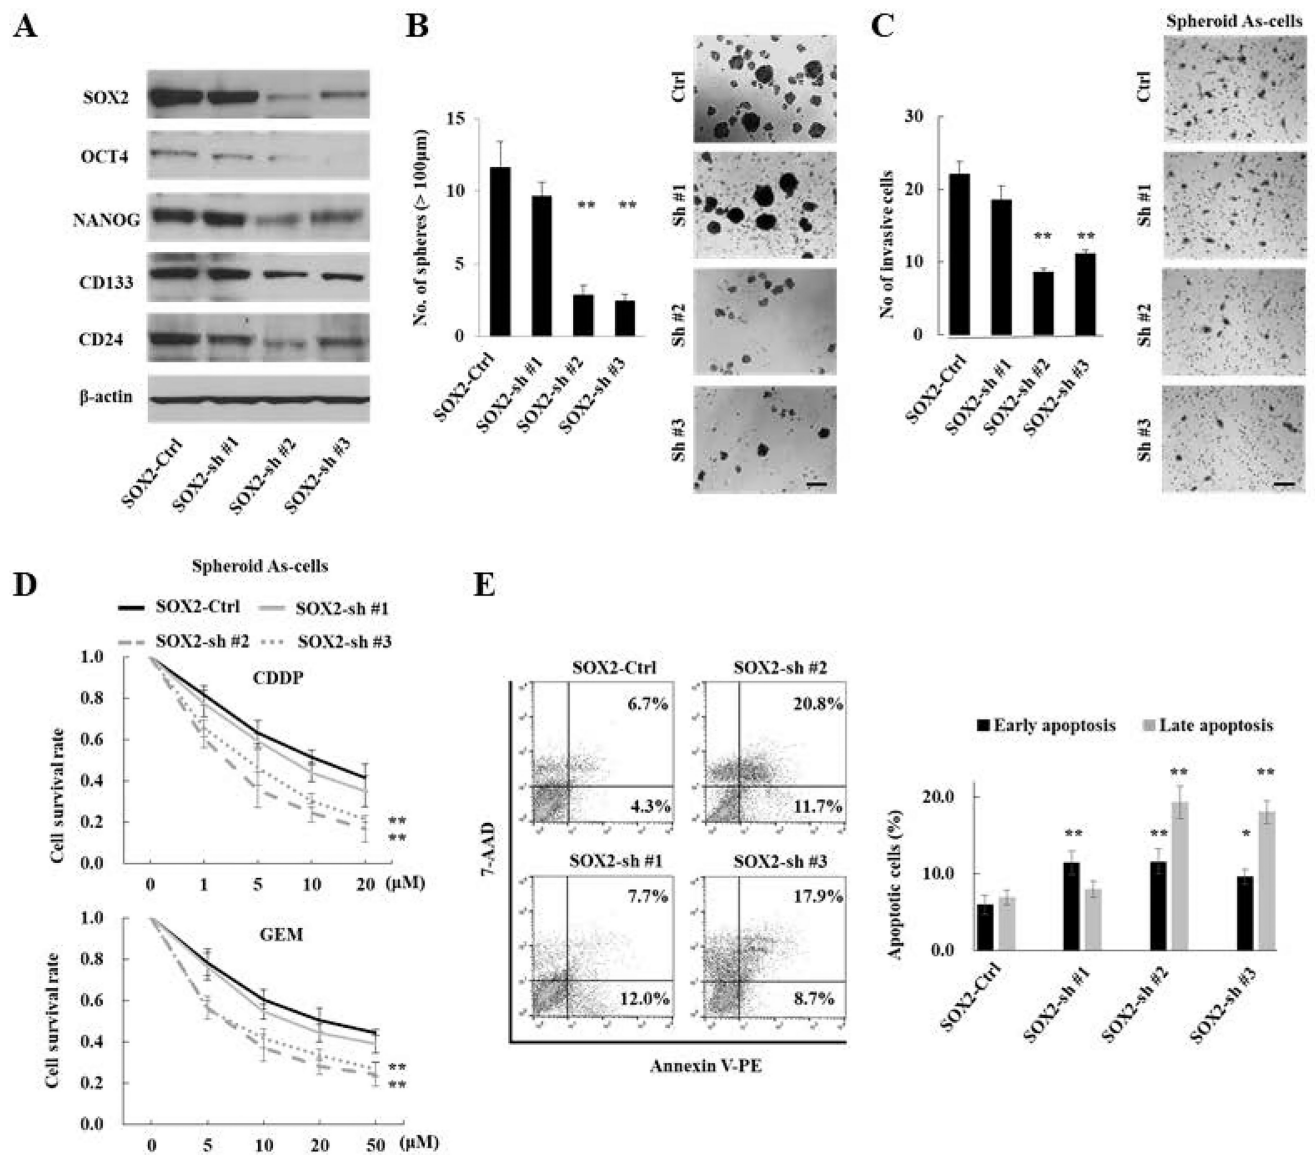 A
SOX2
OCT4
NANOG
CD133
CD24
β-actin
SOX2-Ctrl
SOX2-sh #1
SOX2-sh #2
SOX2-sh #3
B
No. of spheres (> 100μm)
15
10
5
0
** **
SOX2-Ctrl
SOX2-sh #1
SOX2-sh #2
SOX2-sh #3
Ctrl
Sh #1
Sh #2
Sh #3
C
No of invasive cells
30
20
10
0
** **
SOX2-Ctrl
SOX2-sh #1
SOX2-sh #2
SOX2-sh #3
Spheroid As-cells
Ctrl
Sh #1
Sh #2
Sh #3
D
Spheroid As-cells
SOX2-Ctrl SOX2-sh #1
SOX2-sh #2 SOX2-sh #3
CDDP
Cell survival rate
1.0
0.8
0.6
0.4
0.2
0.0
**
**
0 1 5 10 20 (μM)
GEM
Cell survival rate
1.0
0.8
0.6
0.4
0.2
0.0
**
**
0 5 10 20 50 (μM)
E
7-AAD
SOX2-Ctrl
6.7%
4.3%
SOX2-sh #2
20.8%
11.7%
SOX2-sh #1
7.7%
12.0%
SOX2-sh #3
17.9%
8.7%
Annexin V-PE
Early apoptosis Late apoptosis
Apoptotic cells (%)
20.0
10.0
0.0
** ** ** * **
SOX2-Ctrl
SOX2-sh #1
SOX2-sh #2
SOX2-sh #3